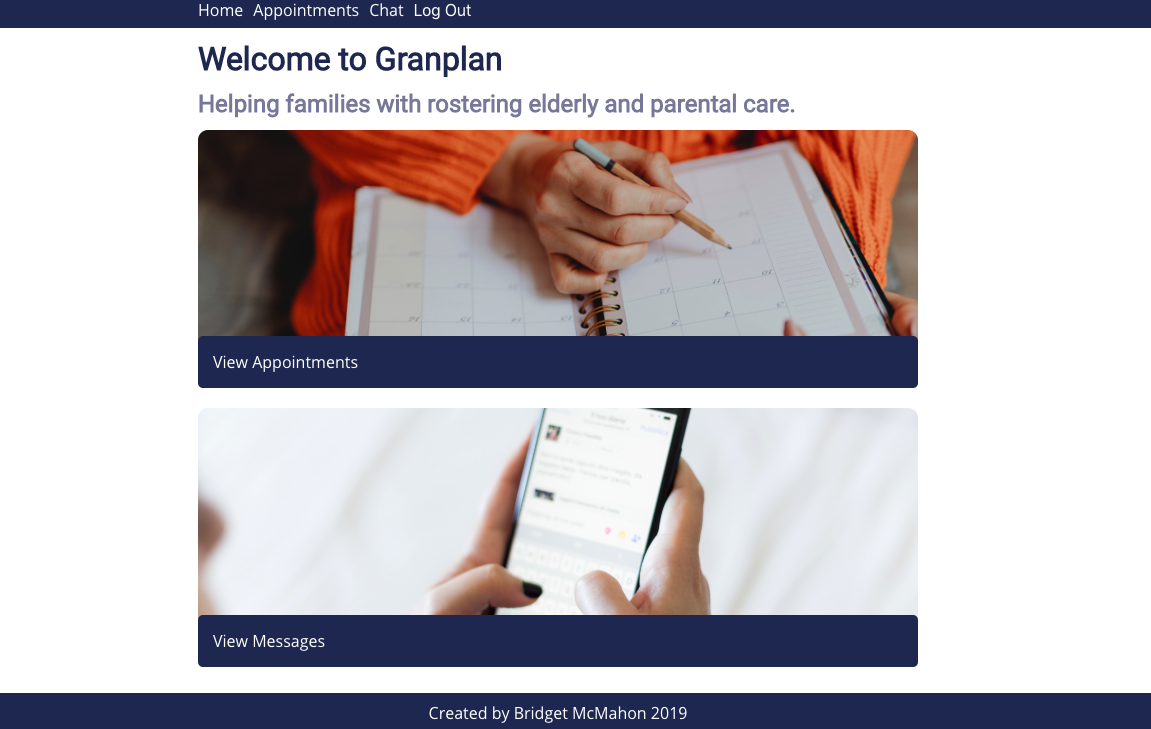 Home Appointments Chat Log Out
Welcome to Granplan
Helping families with rostering elderly and parental care.
View Appointments
View Messages
Created by Bridget McMahon 2019